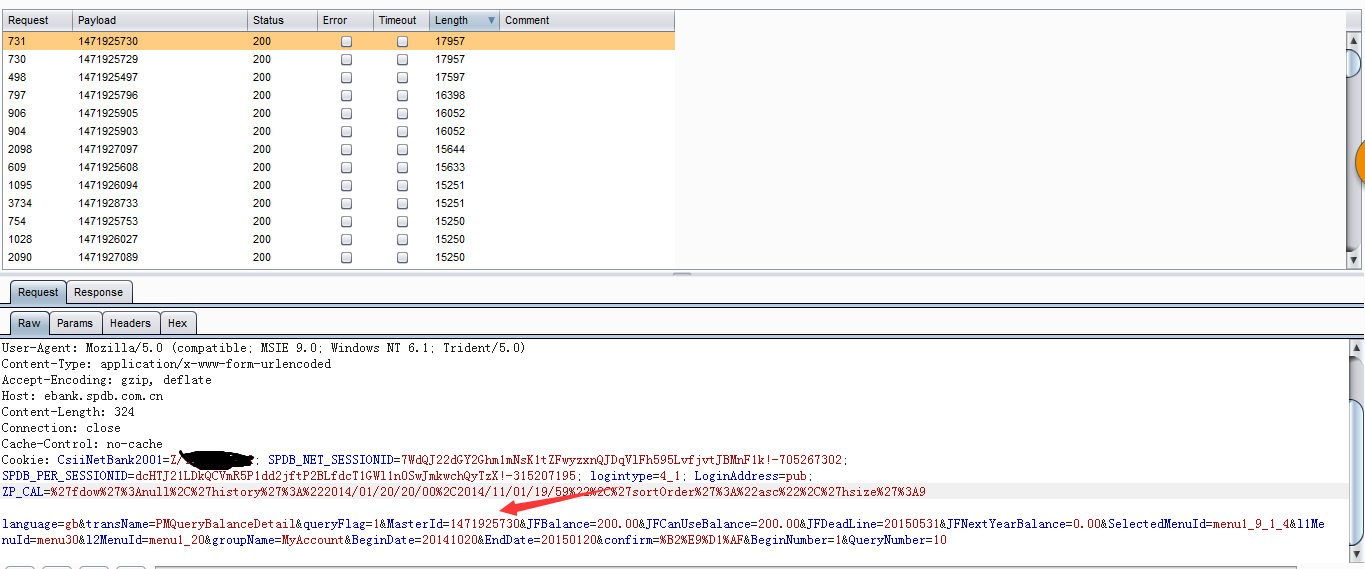 Request Payload Status Error Timeout Length Comment
731 1471925730 200 17957
730 1471925729 200 17957
498 1471925497 200 17597
797 1471925796 200 16398
906 1471925905 200 16052
904 1471925903 200 16052
2098 1471927097 200 15644
609 1471925608 200 15633
1095 1471926094 200 15251
3734 1471928733 200 15251
754 1471925753 200 15250
1028 1471926027 200 15250
2090 1471927089 200 15250
Request Response
Raw Params Headers Hex
User-Agent: Mozilla/5.0 (compatible; MSIE 9.0; Windows NT 6.1; Trident/5.0)
Content-Type: application/x-www-form-urlencoded
Accept-Encoding: gzip, deflate
Host: ebank.spdb.com.cn
Content-Length: 324
Connection: close
Cache-Control: no-cache
Cookie: CsiiNetBank2001=Z/ ; SPDB_NET_SESSIONID=7WdQJ22dGY2Ghm1mNsK1tZFwyzxnQJDqVlFh595LvfjvtJBMnF1k!-705267302;
SPDB_PER_SESSIONID=dcHTJ21LDkQCVmR5P1dd2jftP2BLfdcT1GWl1n0SwJmkwchQyTzX!-315207195; logintype=4_1; LoginAddress=pub;
ZP_CAL=%27fdow%27%3Anull%2C%27history%27%3A%222014/01/20/20/00%2C2014/11/01/19/59%22%2C%27sortOrder%27%3A%22asc%22%2C%27hsize%27%3A9
language=gb&transName=PMQueryBalanceDetail&queryFlag=1&MasterId=1471925730&JFBalance=200.00&JFCanUseBalance=200.00&JFDeadLine=20150531&JFNextYearBalance=0.00&SelectedMenuId=menu1_9_1_4&l1Me
nuId=menu30&l2MenuId=menu1_20&groupName=MyAccount&BeginDate=20141020&EndDate=20150120&confirm=%B2%E9%D1%AF&BeginNumber=1&QueryNumber=10